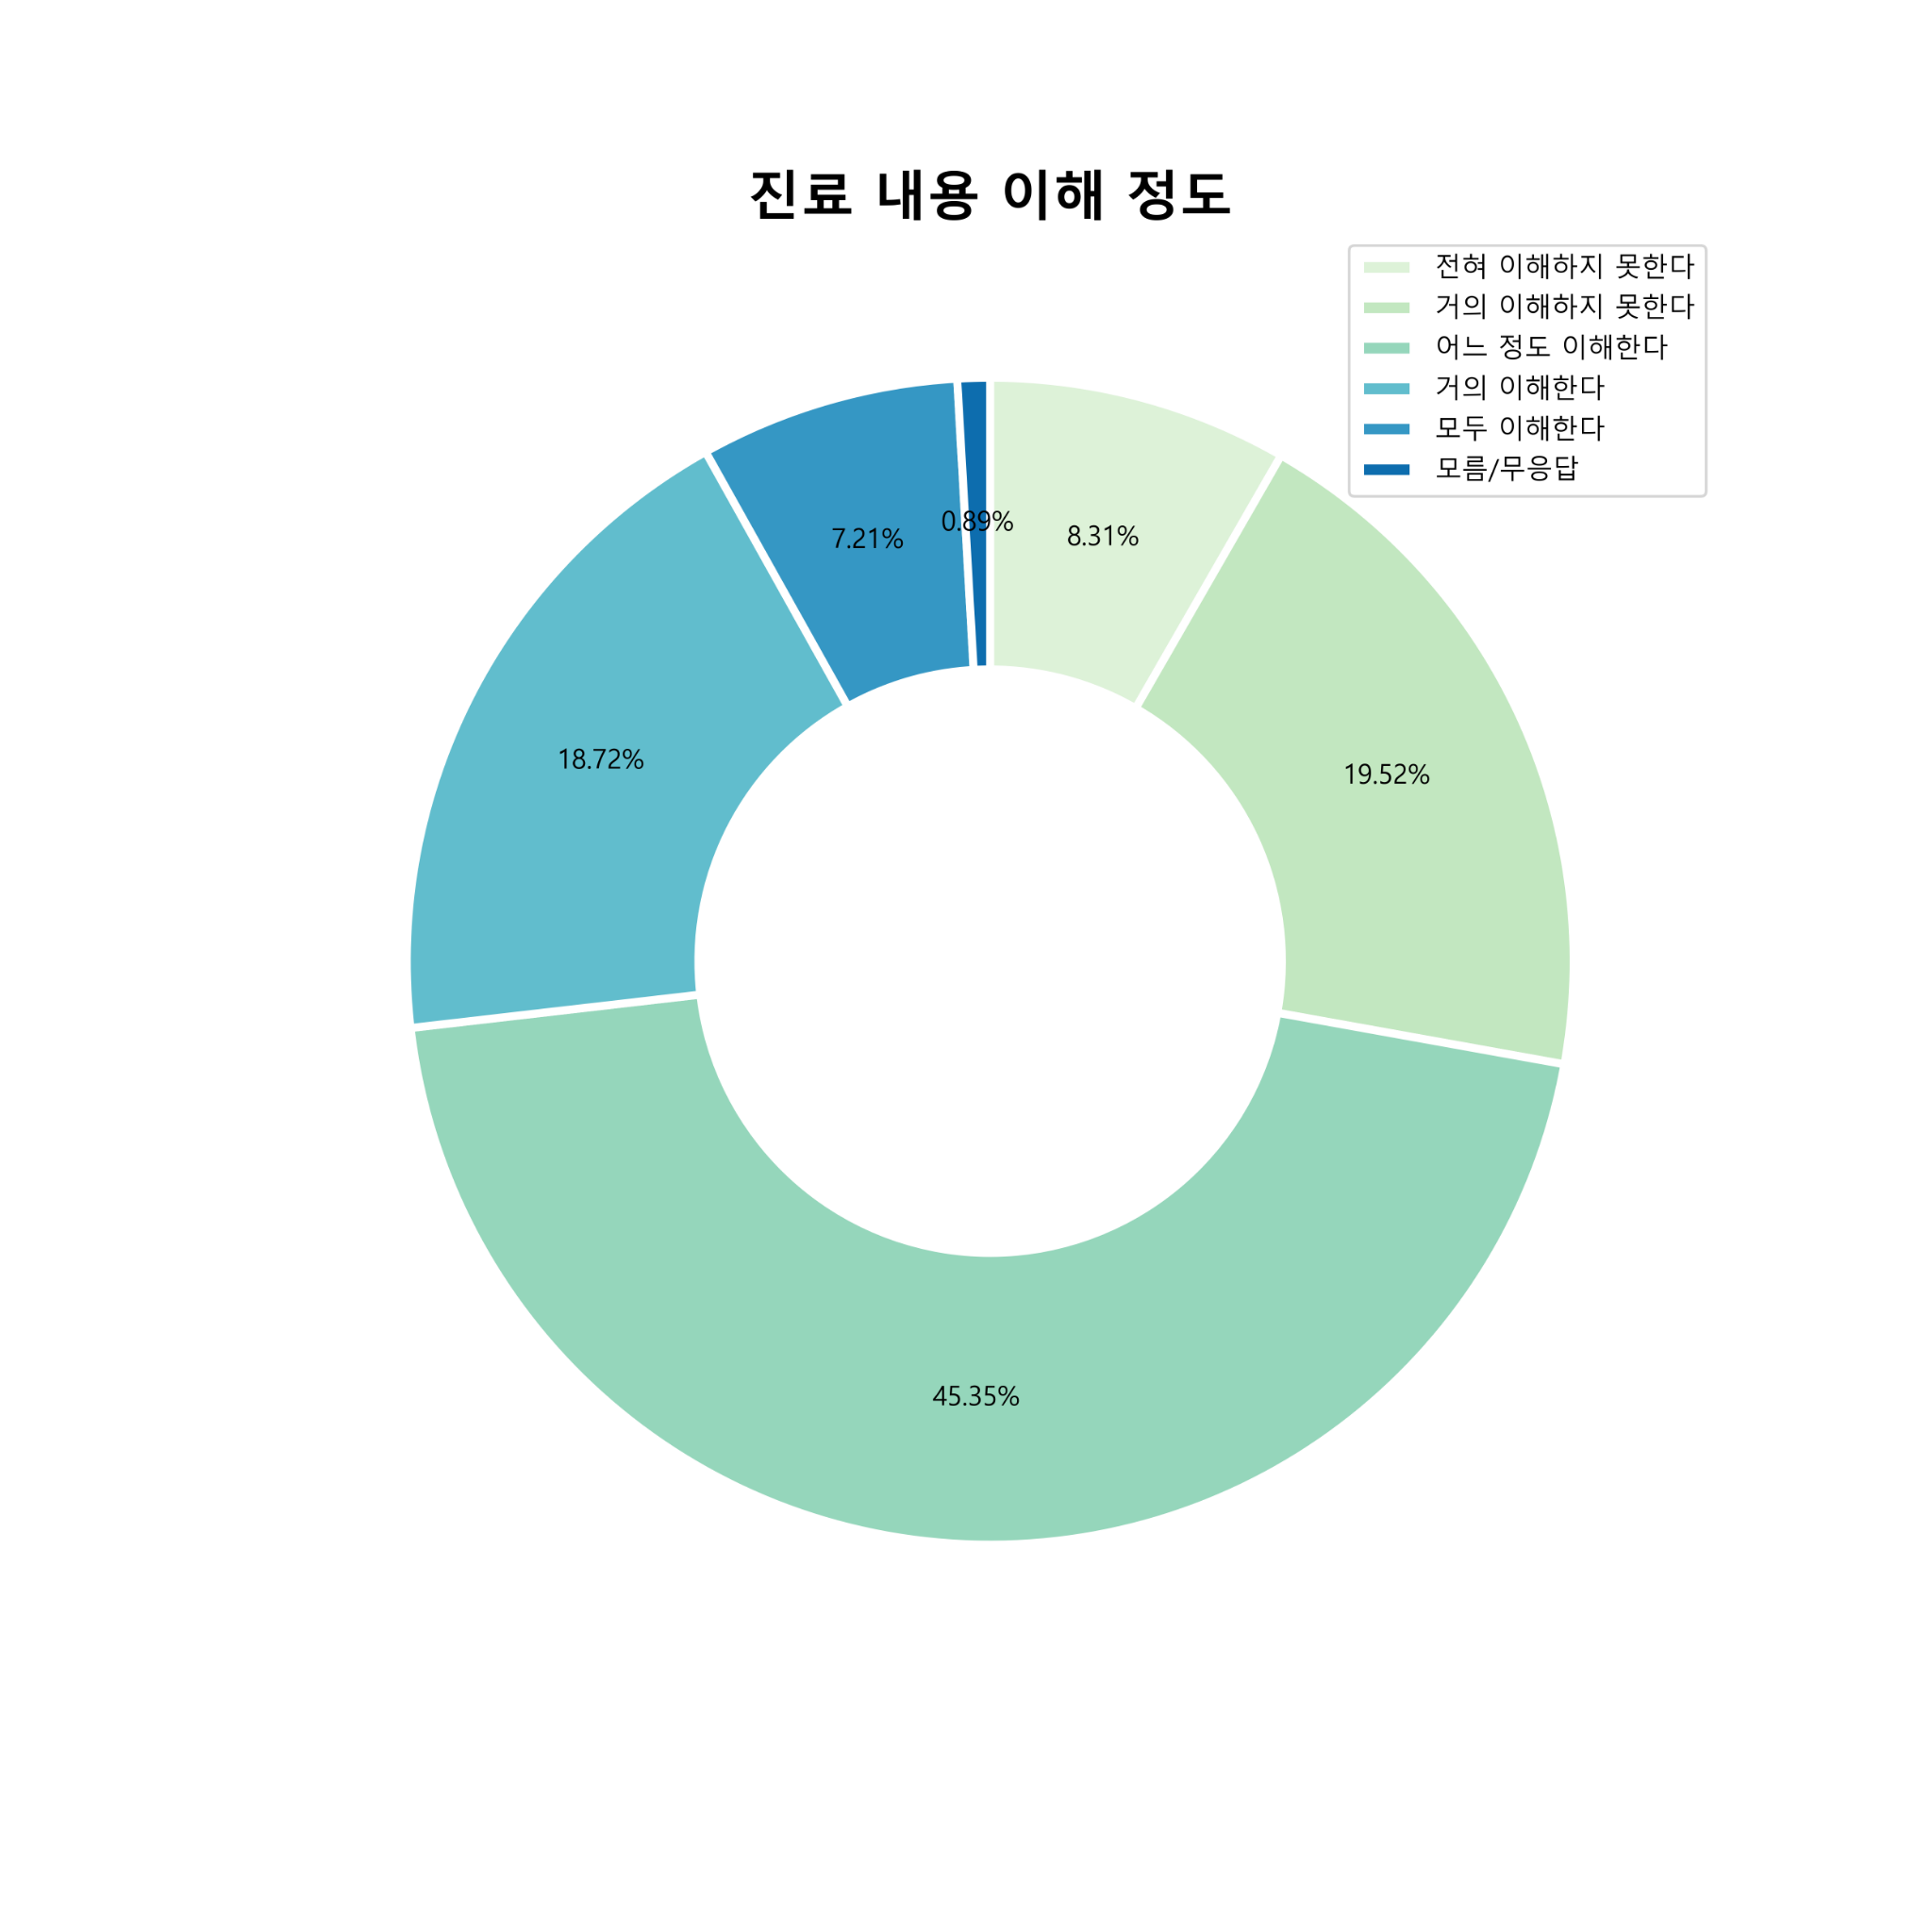 진료 내용 이해 정도
전혀 이해하지 못한다
거의 이해하지 못한다
어느 정도 이해한다
거의 이해한다
모두 이해한다
모름/무응답
0.89%
8.31%
7.21%
18.72%
19.52%
45.35%